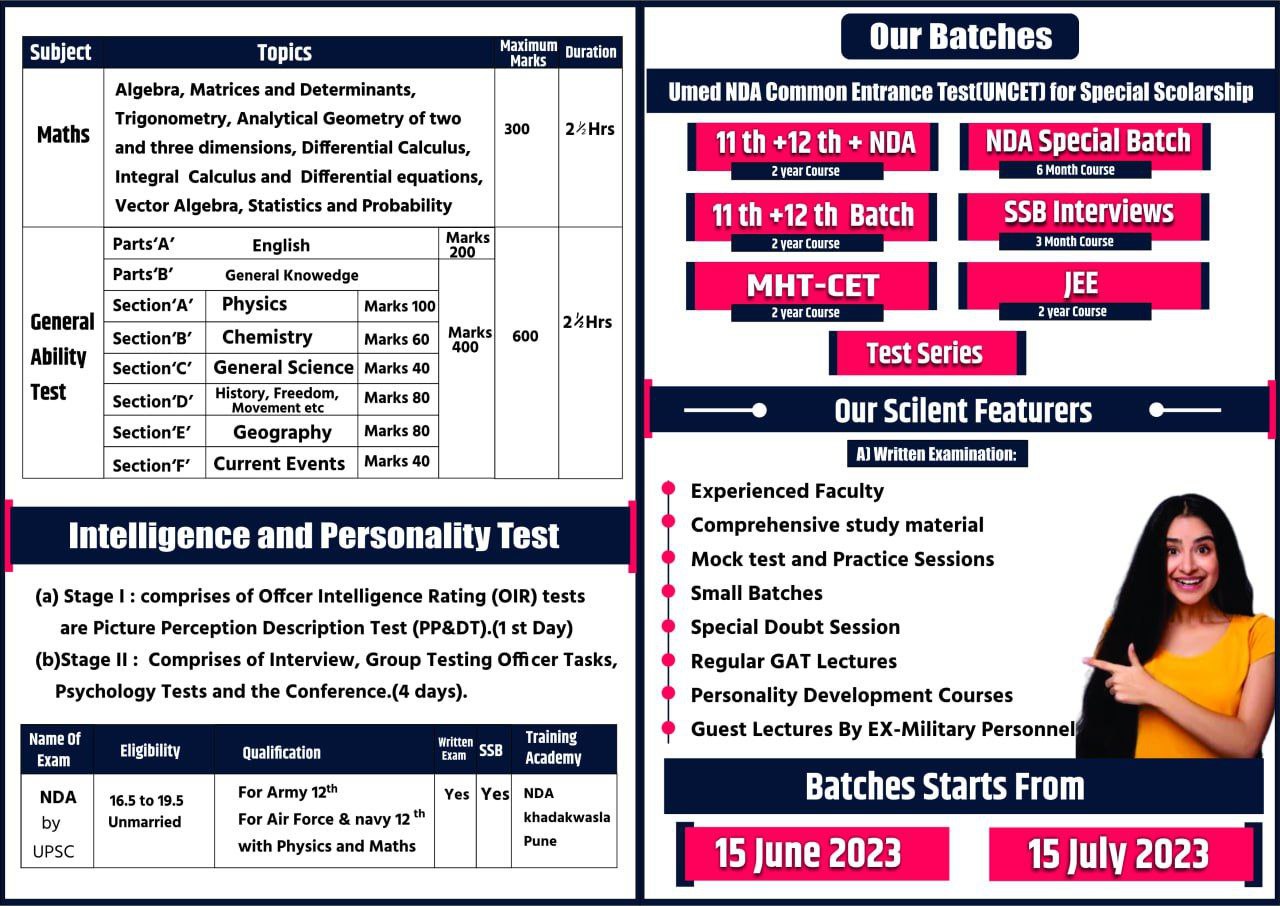 Subject Topics Maximum Marks Duration
Maths
Algebra, Matrices and Determinants,
Trigonometry, Analytical Geometry of two
and three dimensions, Differential Calculus,
Integral Calculus and Differential equations,
Vector Algebra, Statistics and Probability
300
2½Hrs
General
Ability
Test
Parts‘A’ English Marks 200
Parts‘B’ General Knowedge
Section‘A’ Physics Marks 100
Section‘B’ Chemistry Marks 60
Section‘C’ General Science Marks 40
Section‘D’ History, Freedom, Movement etc Marks 80
Section‘E’ Geography Marks 80
Section‘F’ Current Events Marks 40
Marks 400
600
2½Hrs
Intelligence and Personality Test
(a) Stage I : comprises of Offcer Intelligence Rating (OIR) tests
are Picture Perception Description Test (PP&DT).(1 st Day)
(b)Stage II : Comprises of Interview, Group Testing Officer Tasks,
Psychology Tests and the Conference.(4 days).
Name Of Exam Eligibility Qualification Written Exam SSB Training Academy
NDA
by
UPSC
16.5 to 19.5
Unmarried
For Army 12th
For Air Force & navy 12 th
with Physics and Maths
Yes
Yes
NDA
khadakwasla
Pune
Our Batches
Umed NDA Common Entrance Test(UNCET) for Special Scolarship
11 th +12 th + NDA
2 year Course
NDA Special Batch
6 Month Course
11 th +12 th Batch
2 year Course
SSB Interviews
3 Month Course
MHT-CET
2 year Course
JEE
2 year Course
Test Series
Our Scilent Featurers
A) Written Examination:
Experienced Faculty
Comprehensive study material
Mock test and Practice Sessions
Small Batches
Special Doubt Session
Regular GAT Lectures
Personality Development Courses
Guest Lectures By EX-Military Personnel
Batches Starts From
15 June 2023
15 July 2023